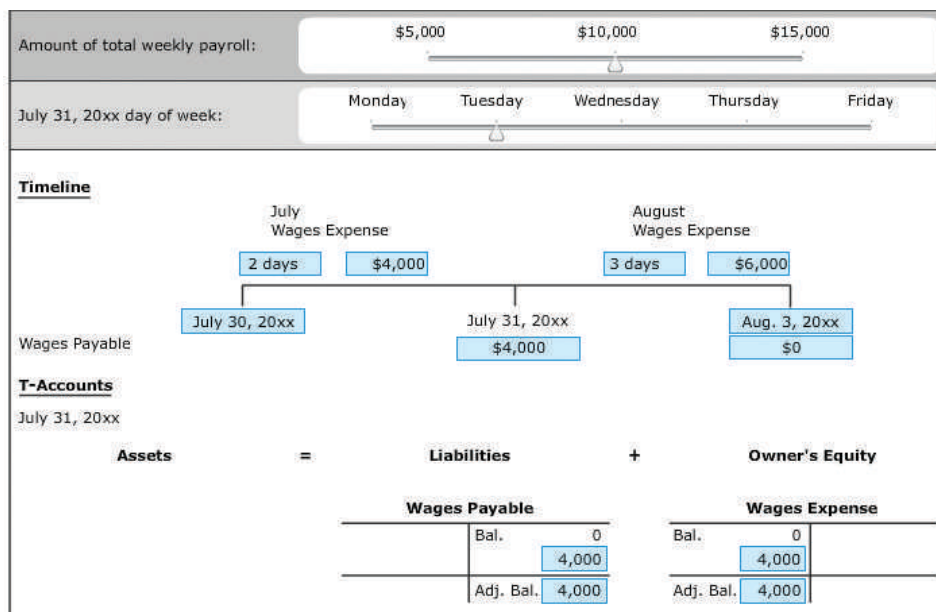 $5,000 $10,000 $15,000
Amount of total weekly payroll:
Monday Tuesday Wednesday Thursday Friday
July 31, 20xx day of week:
Timeline
July August
Wages Expense Wages Expense
2 days $4,000 3 days $6,000
July 30, 20xx July 31, 20xx Aug. 3, 20xx
Wages Payable $4,000 $0
T-Accounts
July 31, 20xx
Assets = Liabilities + Owner's Equity
Wages Payable Wages Expense
Bal. 0 Bal. 0
4,000 4,000
Adj. Bal. 4,000 Adj. Bal. 4,000